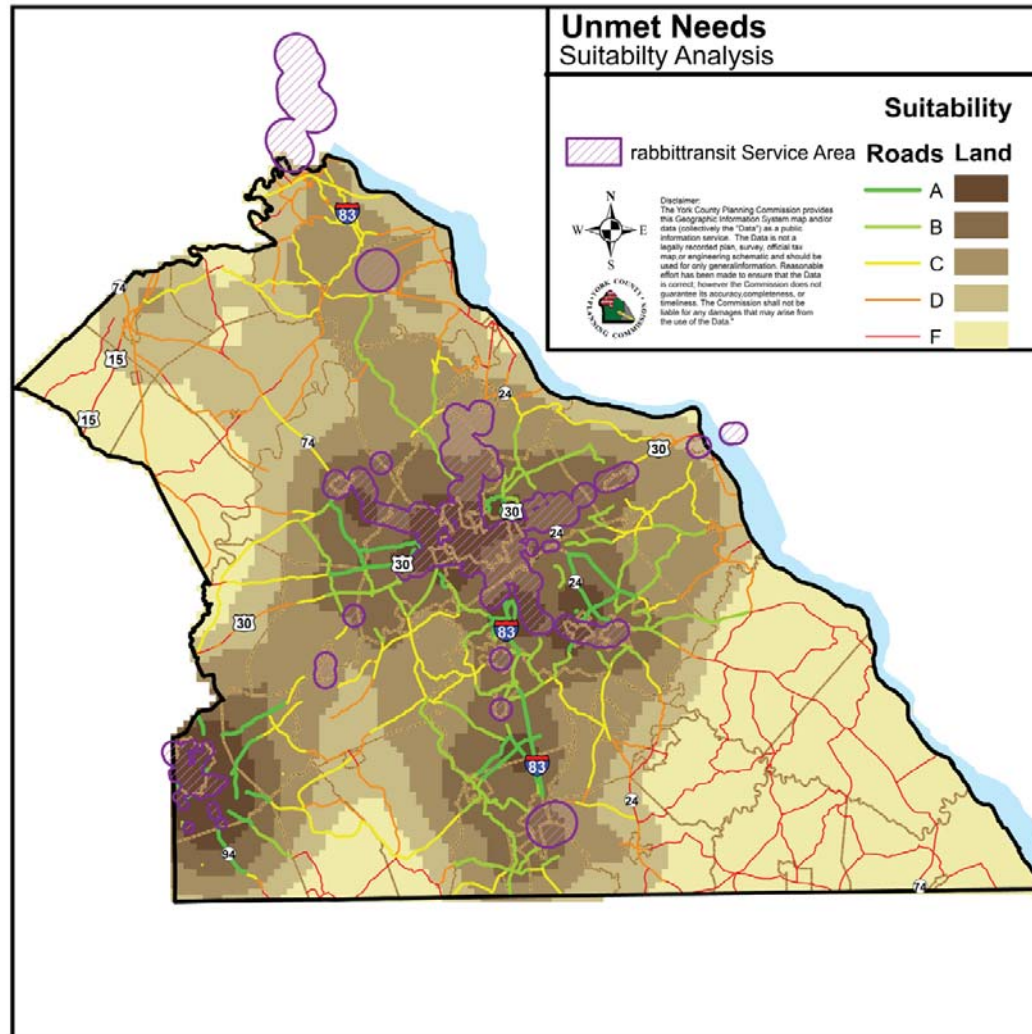 Unmet Needs
Suitabilty Analysis
Suitability
rabbittransit Service Area
Roads Land
A
B
C
D
F
N
W E
S
Disclaimer:
The York County Planning Commission provides
this Geographic Information System map and/or
data (collectively the "Data") as a public
information service. The Data is not a
legally recorded plan, survey, official tax
map,or engineering schematic and should be
used for only generalinformation. Reasonable
effort has been made to ensure that the Data
is correct; however the Commission does not
guarantee its accuracy,completeness, or
timeliness. The Commission shall not be
liable for any damages that may arise from
the use of the Data."
YORK COUNTY
PLANNING COMMISSION
83
74
15
15
74
24
30
30
24
30
24
30
83
83
24
94
74